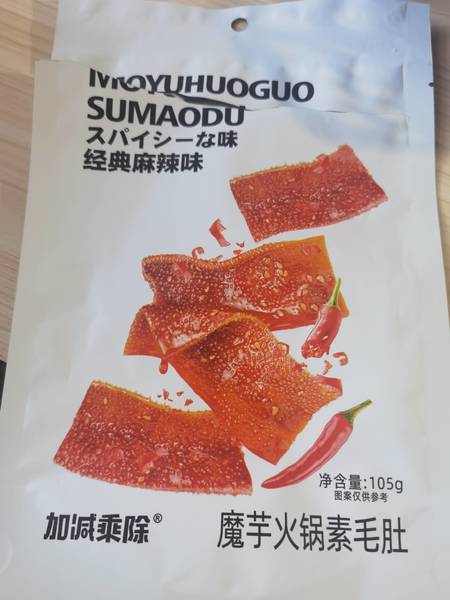 MOYUHUOGUO
SUMAODU
スパイシーな味
经典麻辣味
净含量:105g
图案仅供参考
加减乘除®
魔芋火锅素毛肚